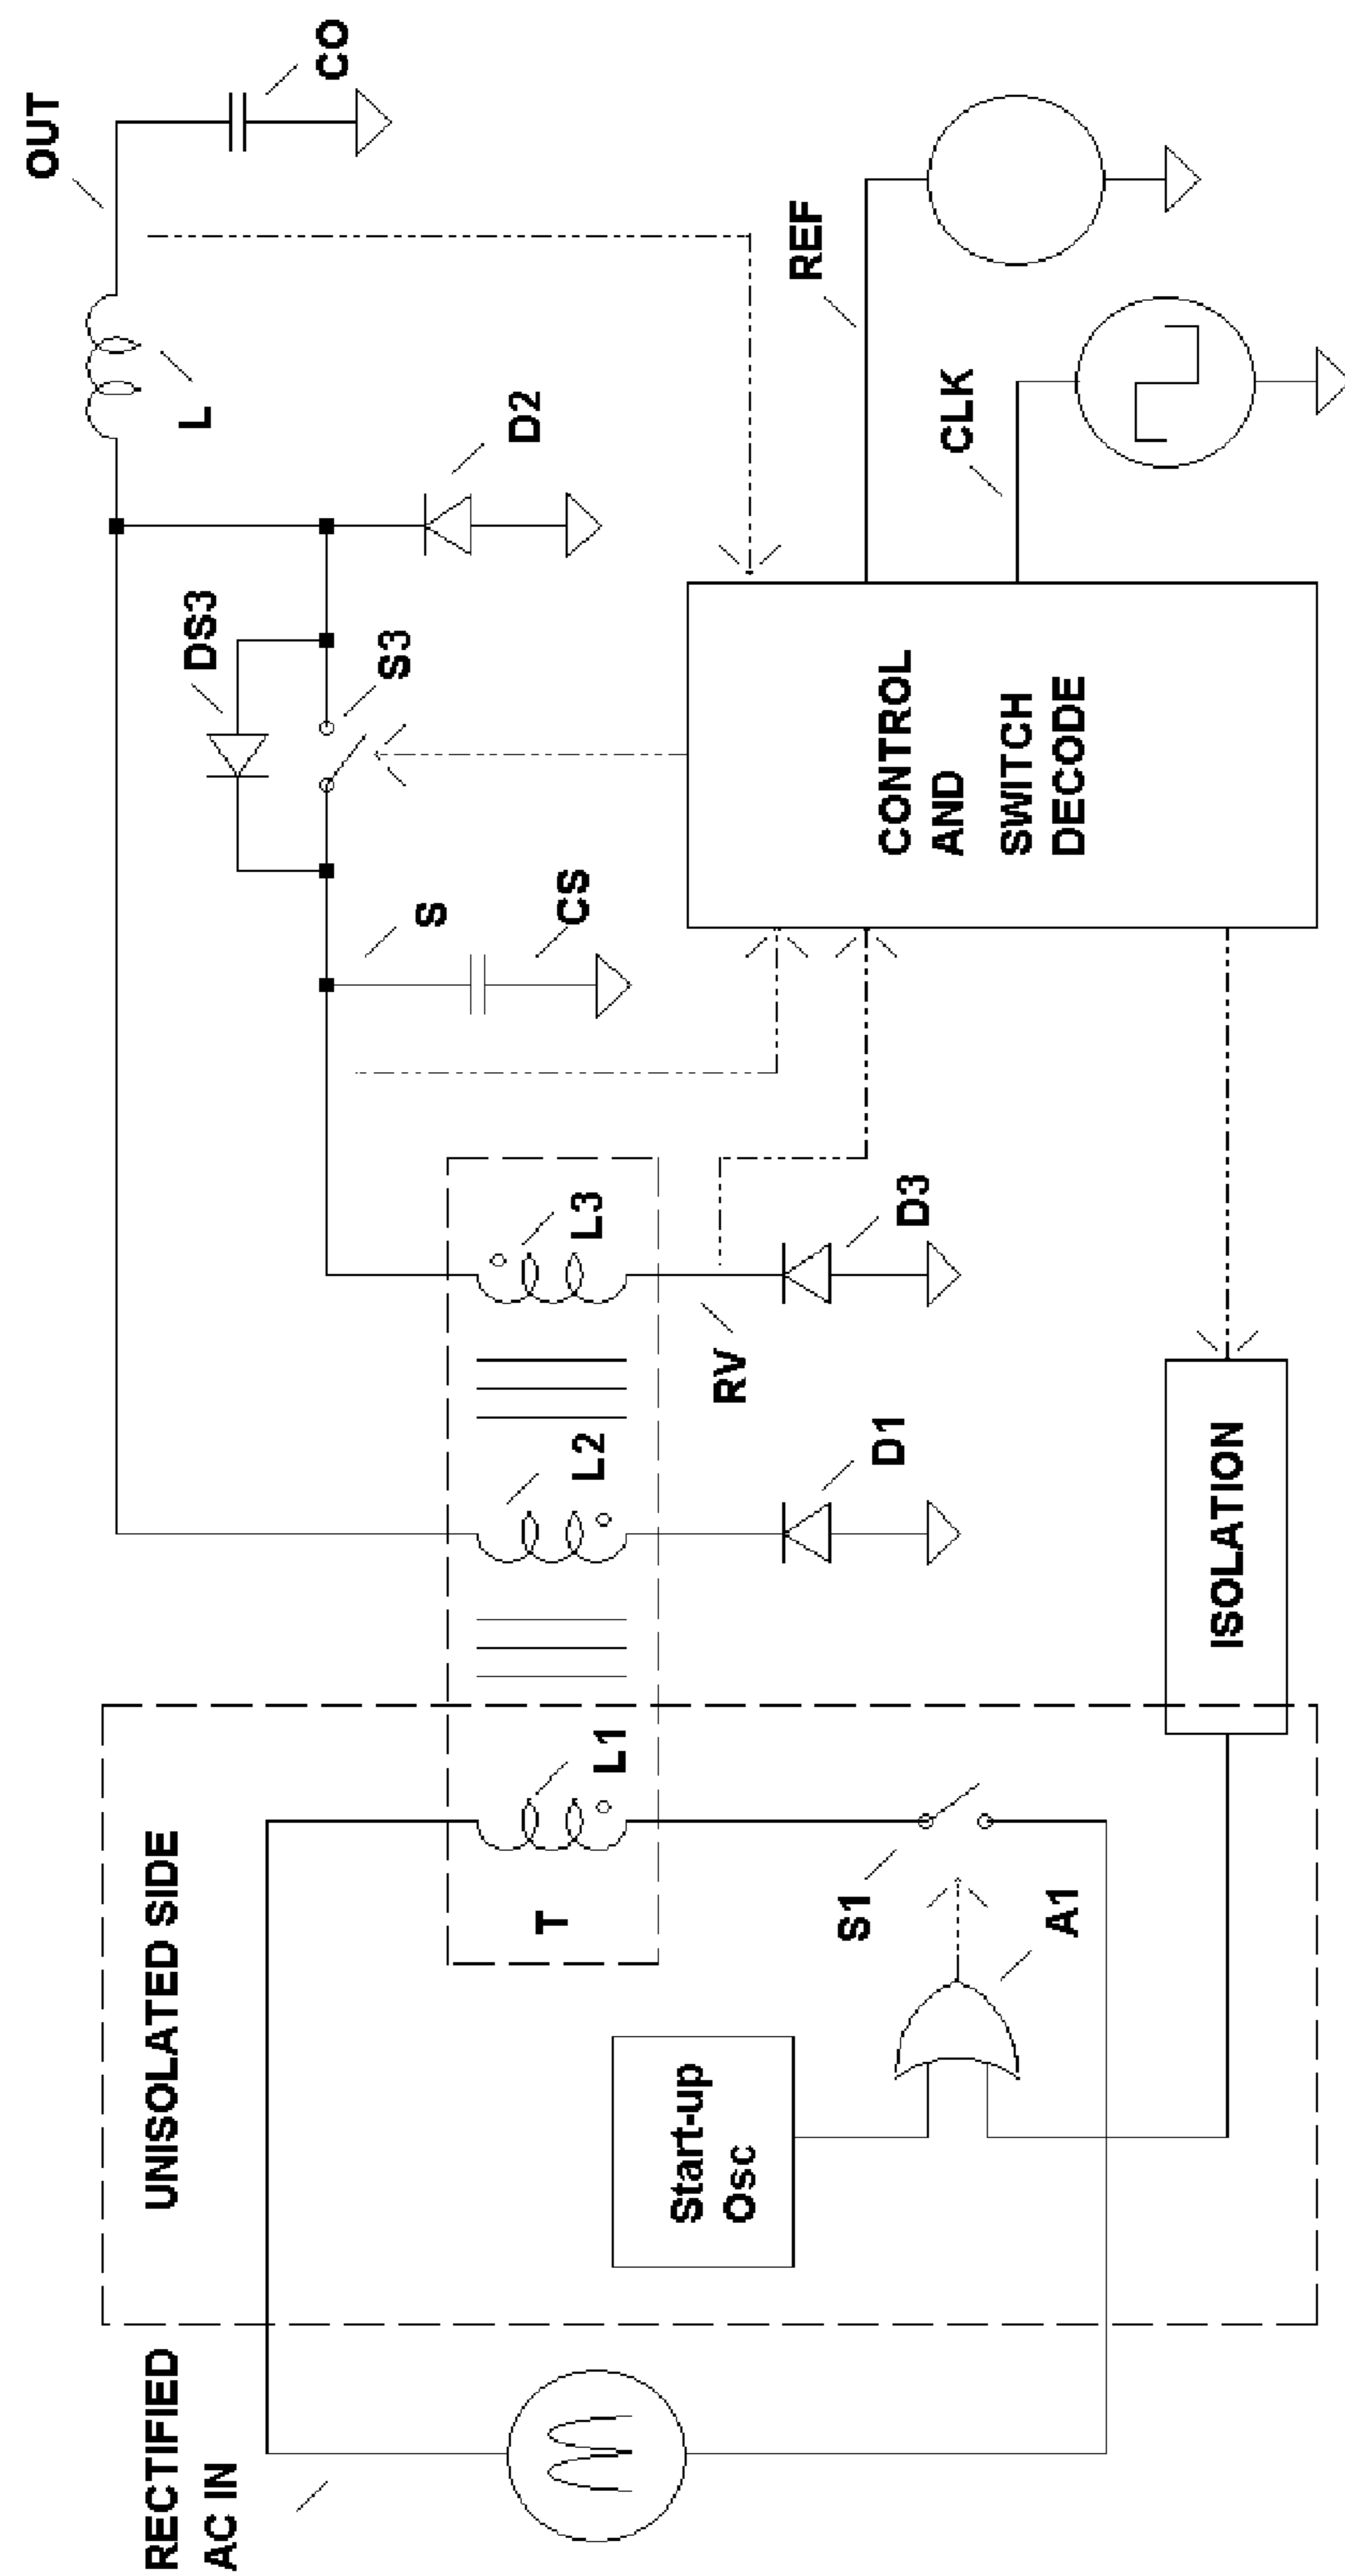 RECTIFIED
AC IN
UNISOLATED SIDE
Start-up
Osc
T
L1
S1
A1
L2
D1
ISOLATION
L3
RV
D3
S
CS
DS3
S3
D2
L
OUT
CO
CONTROL
AND
SWITCH
DECODE
CLK
REF